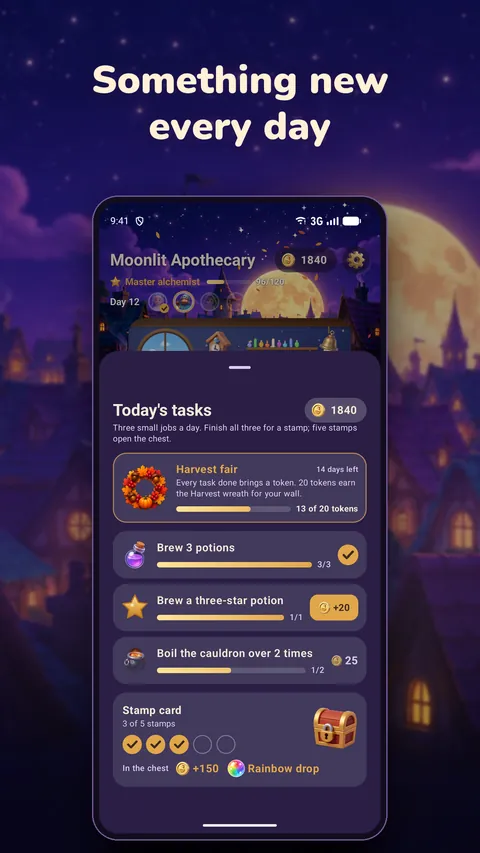 Something new
every day
9:41
3G
Moonlit Apothecary
1840
Master alchemist
96/120
Day 12
Today's tasks
1840
Three small jobs a day. Finish all three for a stamp; five stamps
open the chest.
Harvest fair
14 days left
Every task done brings a token. 20 tokens earn
the Harvest wreath for your wall.
13 of 20 tokens
Brew 3 potions
3/3
Brew a three-star potion
1/1
+20
Boil the cauldron over 2 times
1/2
25
Stamp card
3 of 5 stamps
In the chest
+150
Rainbow drop